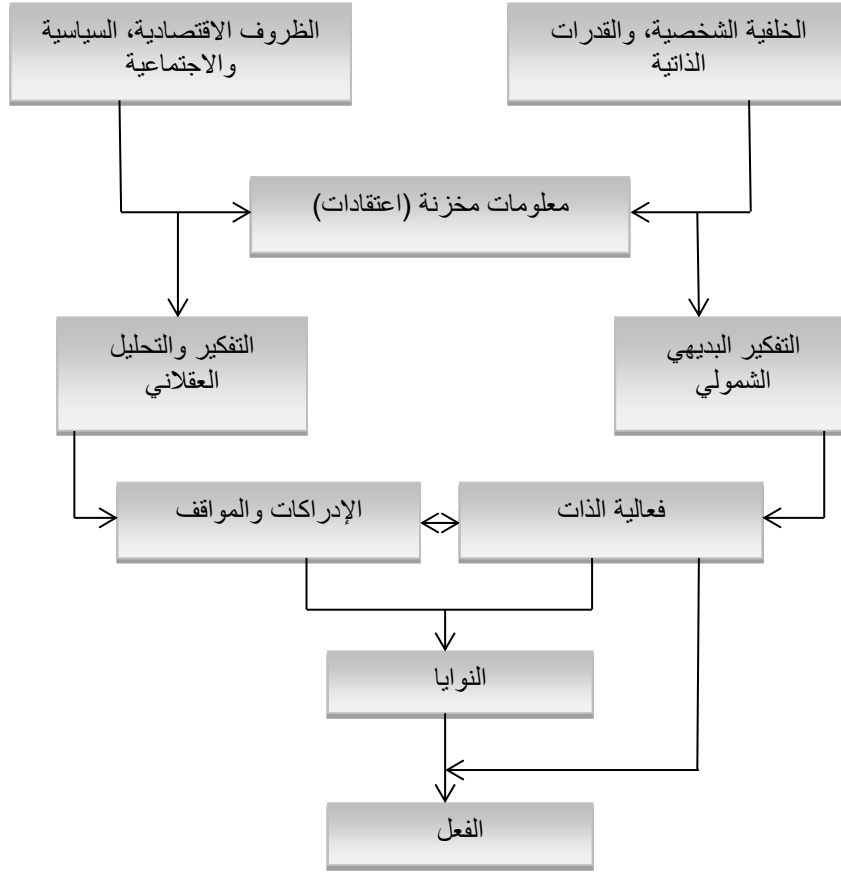 الخلفية الشخصية، والقدرات
الذاتية
الظروف الاقتصادية، السياسية
والاجتماعية
معلومات مخزنة (اعتقادات)
التفكير البديهي
الشمولي
التفكير والتحليل
العقلاني
فعالية الذات
الإدراكات والمواقف
النوايا
الفعل